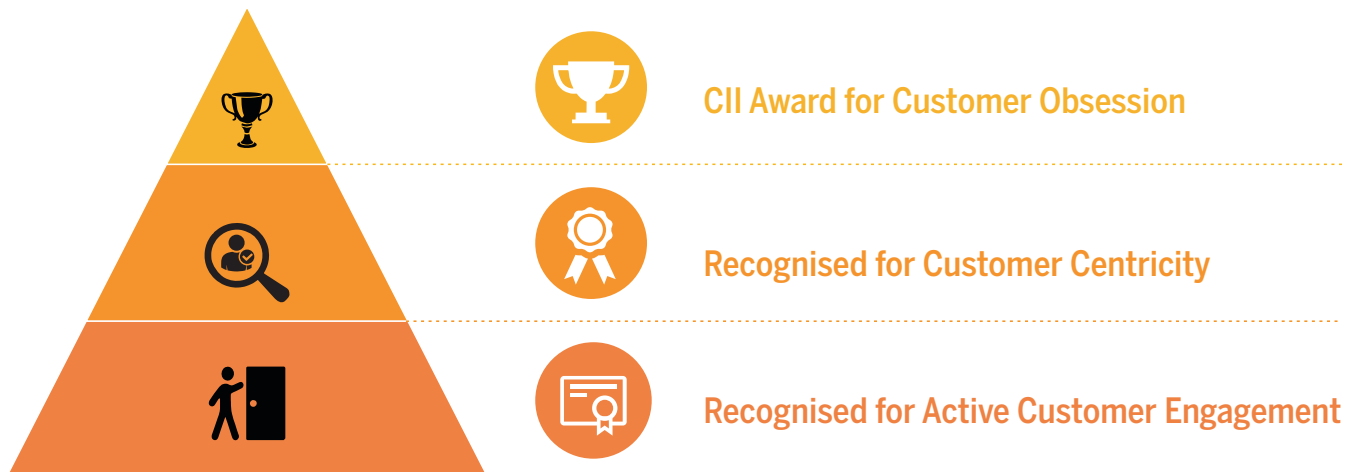 CII Award for Customer Obsession
Recognised for Customer Centricity
Recognised for Active Customer Engagement